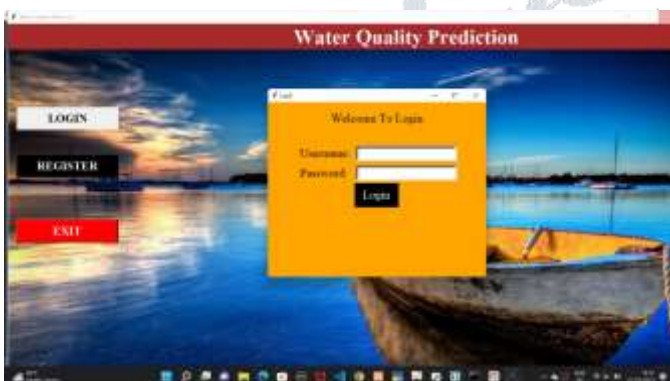 Water Quality Prediction
LOGIN
REGISTER
EXIT
Welcome To Login
Username:
Password:
Login